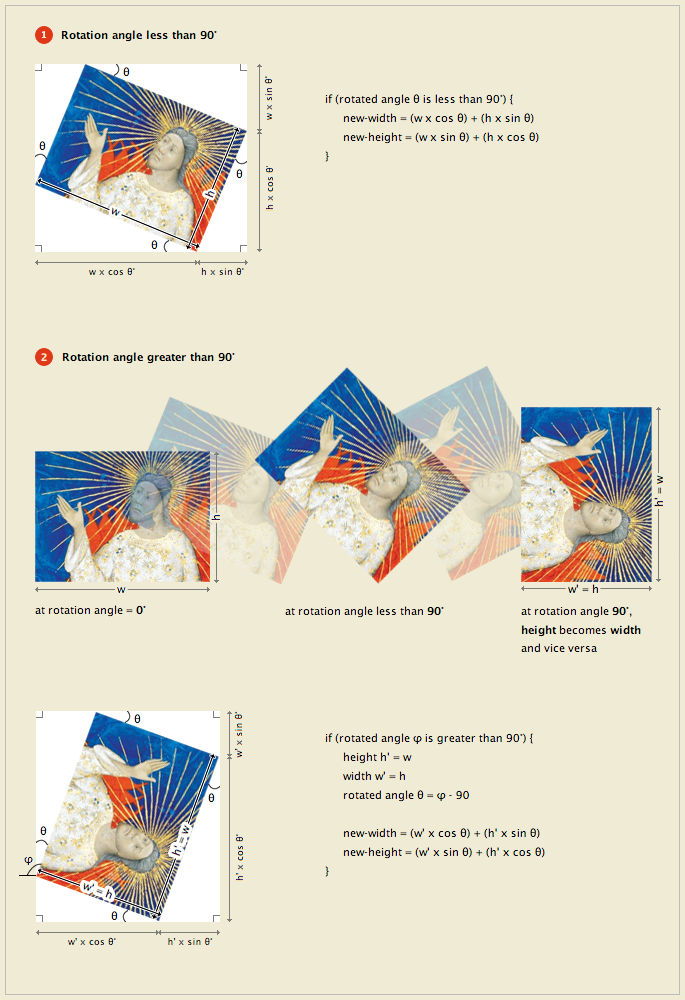 1 Rotation angle less than 90°
θ
w x sin θ°
if (rotated angle θ is less than 90°) {
new-width = (w x cos θ) + (h x sin θ)
new-height = (w x sin θ) + (h x cos θ)
}
θ
θ
h
h x cos θ°
w
θ
w x cos θ°
h x sin θ°
2 Rotation angle greater than 90°
h
h' = w
w
w' = h
at rotation angle = 0°
at rotation angle less than 90°
at rotation angle 90°,
height becomes width
and vice versa
θ
w' x sin θ°
if (rotated angle φ is greater than 90°) {
height h' = w
width w' = h
rotated angle θ = φ - 90
new-width = (w' x cos θ) + (h' x sin θ)
new-height = (w' x sin θ) + (h' x cos θ)
}
θ
θ
h' = w
φ
h' x cos θ°
w' = h
θ
w' x cos θ°
h' x sin θ°